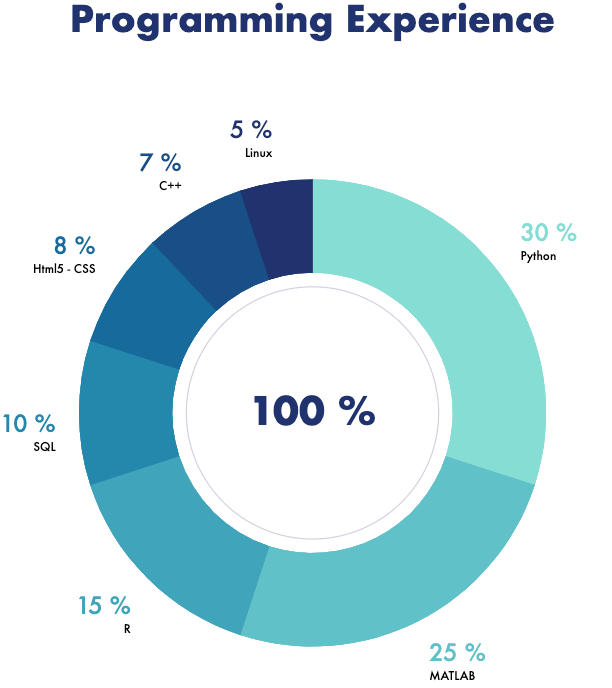 Programming Experience
5 %
Linux
7 %
C++
30 %
Python
8 %
Html5 - CSS
100 %
10 %
SQL
15 %
R
25 %
MATLAB